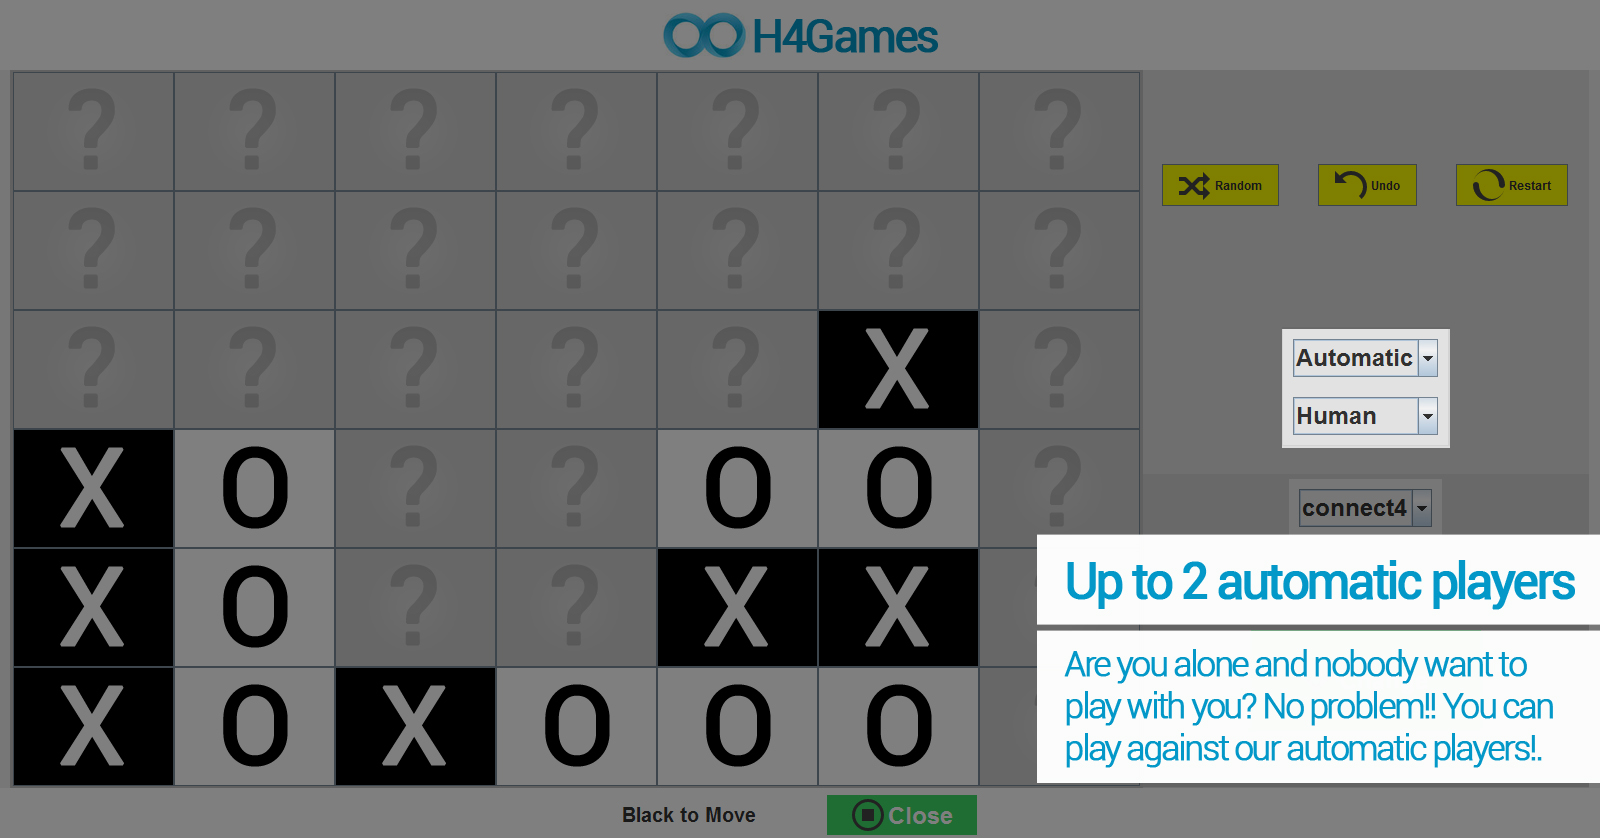 H4Games
? ? ? ? ? ? ?
? ? ? ? ? ? ?
? ? ? ? ? X ?
X O ? ? O O ?
X O ? ? X X
X O X O O O
Random
Undo
Restart
Automatic
Human
connect4
Up to 2 automatic players
Are you alone and nobody want to
play with you? No problem!! You can
play against our automatic players!.
Black to Move
Close